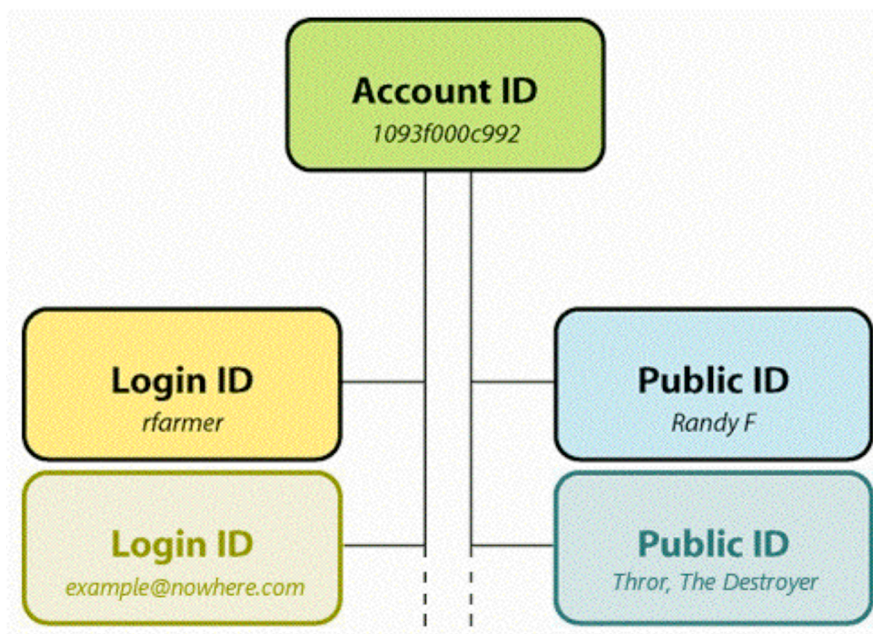 Account ID
1093f000c992
Login ID
rfarmer
Public ID
Randy F
Login ID
example@nowhere.com
Public ID
Thror, The Destroyer